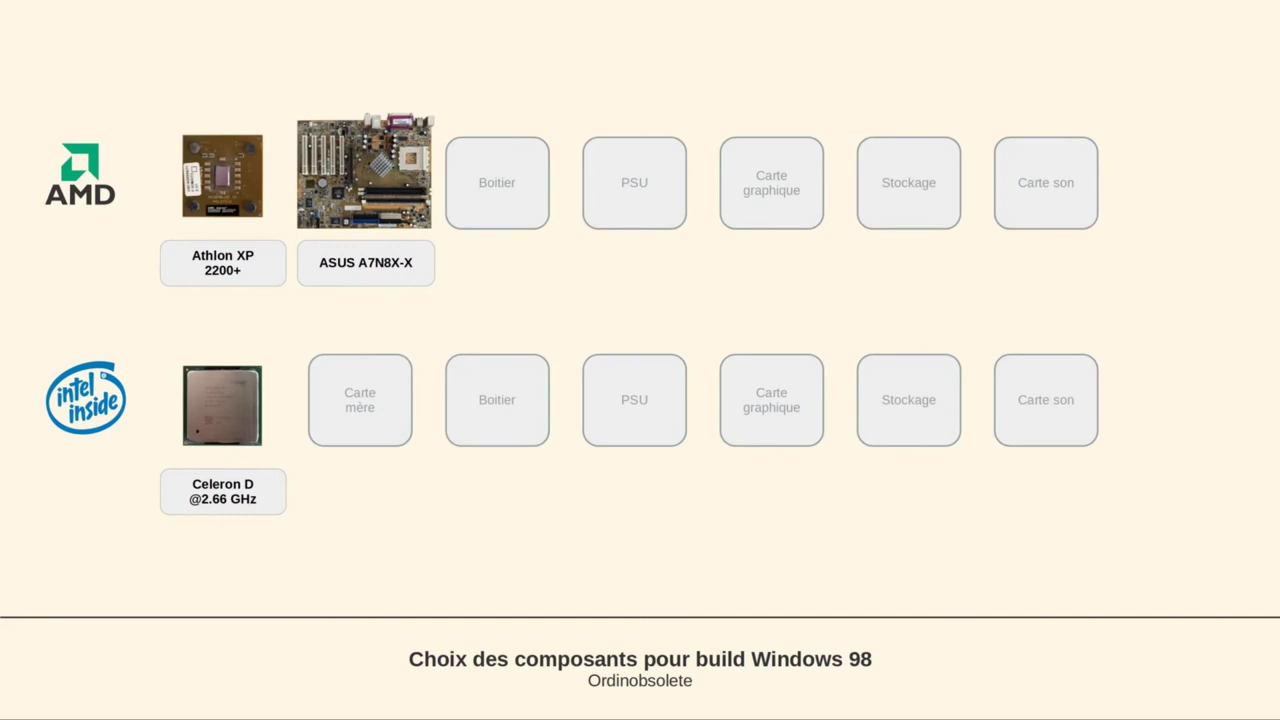 AMD
Athlon XP
2200+
ASUS A7N8X-X
Boitier
PSU
Carte
graphique
Stockage
Carte son
intel
inside
Celeron D
@2.66 GHz
Carte
mère
Boitier
PSU
Carte
graphique
Stockage
Carte son
Choix des composants pour build Windows 98
Ordinobsolete